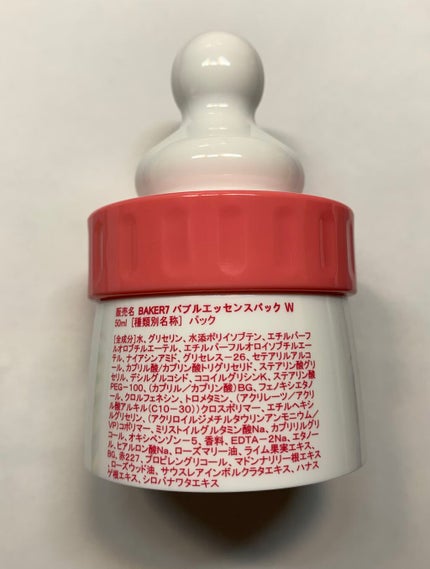 販売名 BAKER7 バブルエッセンスパック W
50ml [種類別名称] パック
[全成分]水、グリセリン、水添ポリイソブテン、エチルパーフ
ルオロブチルエーテル、エチルパーフルオロイソブチルエー
テル、ナイアシンアミド、グリセレス-26、セテアリルアルコ
ール、カプリル酸/カプリン酸トリグリセリド、ステアリン酸グリ
セリル、デシルグルコシド、ココイルグリシンK、ステアリン酸
PEG-100、(カプリル/カプリン酸)BG、フェノキシエタノ
ール、クロルフェネシン、トロメタミン、(アクリレーツ/アクリ
ル酸アルキル(C10-30))クロスポリマー、エチルヘキシ
ルグリセリン、(アクリロイルジメチルタウリンアンモニウム/
VP)コポリマー、ミリストイルグルタミン酸Na、カプリリルグリ
コール、オキシベンゾン-5、香料、EDTA-2Na、エタノー
ル、ヒアルロン酸Na、ローズマリー油、ライム果実エキス、
BG、赤227、プロピレングリコール、マドンナリリー根エキス
、ローズウッド油、サウスレアインボルクラタエキス、ハナス
ゲ根エキス、シロバナワタエキス